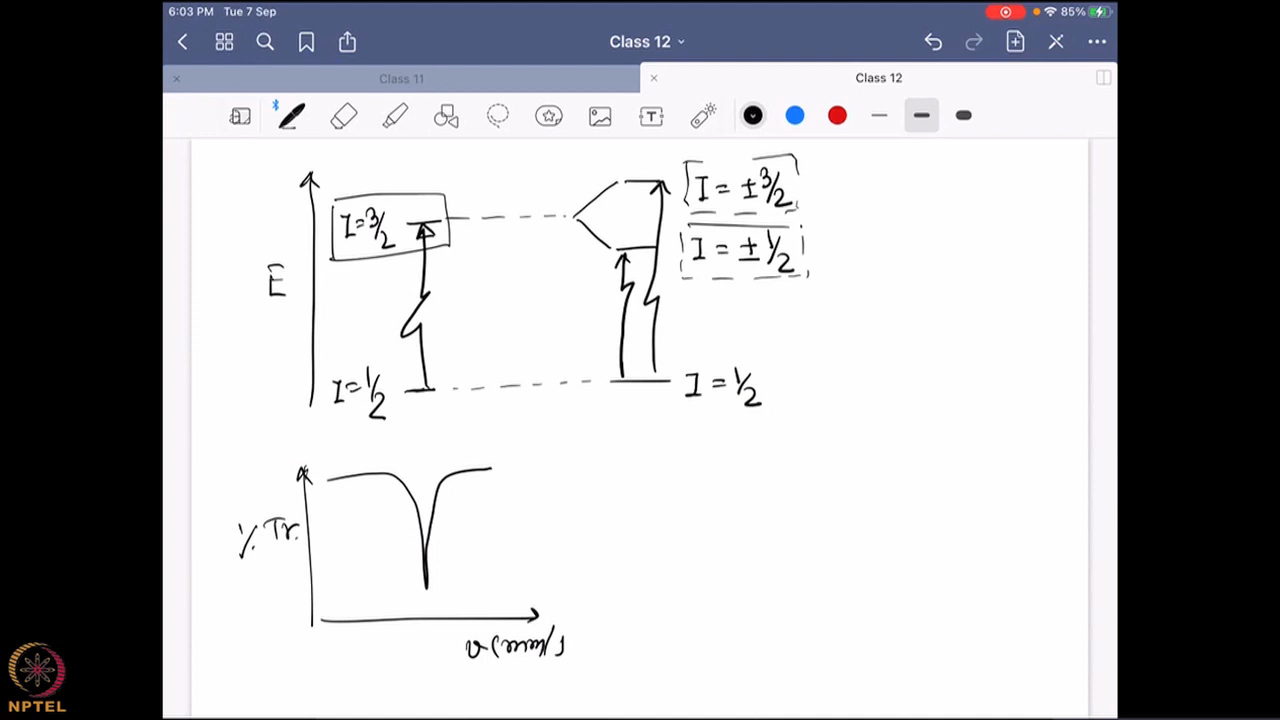 6:03 PM Tue 7 Sep
85%
Class 12
Class 11
Class 12
T
I = 3/2
I = ± 3/2
I = ± 1/2
E
I = 1/2
I = 1/2
% Tr.
v (mm/s
NPTEL